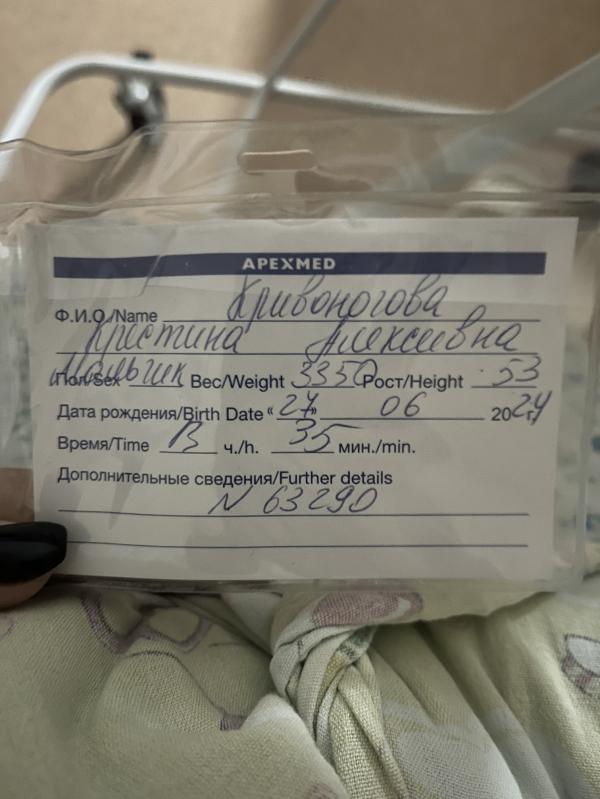 APEXMED
Ф.И.О./Name Кривоногова
Кристина Алексеевна
Пол/Sex Мальчик Вес/Weight 3350 Рост/Height 53
Дата рождения/Birth Date "27" 06 2024 г.
Время/Time 13 ч./h. 35 мин./min.
Дополнительные сведения/Further details
N 63290